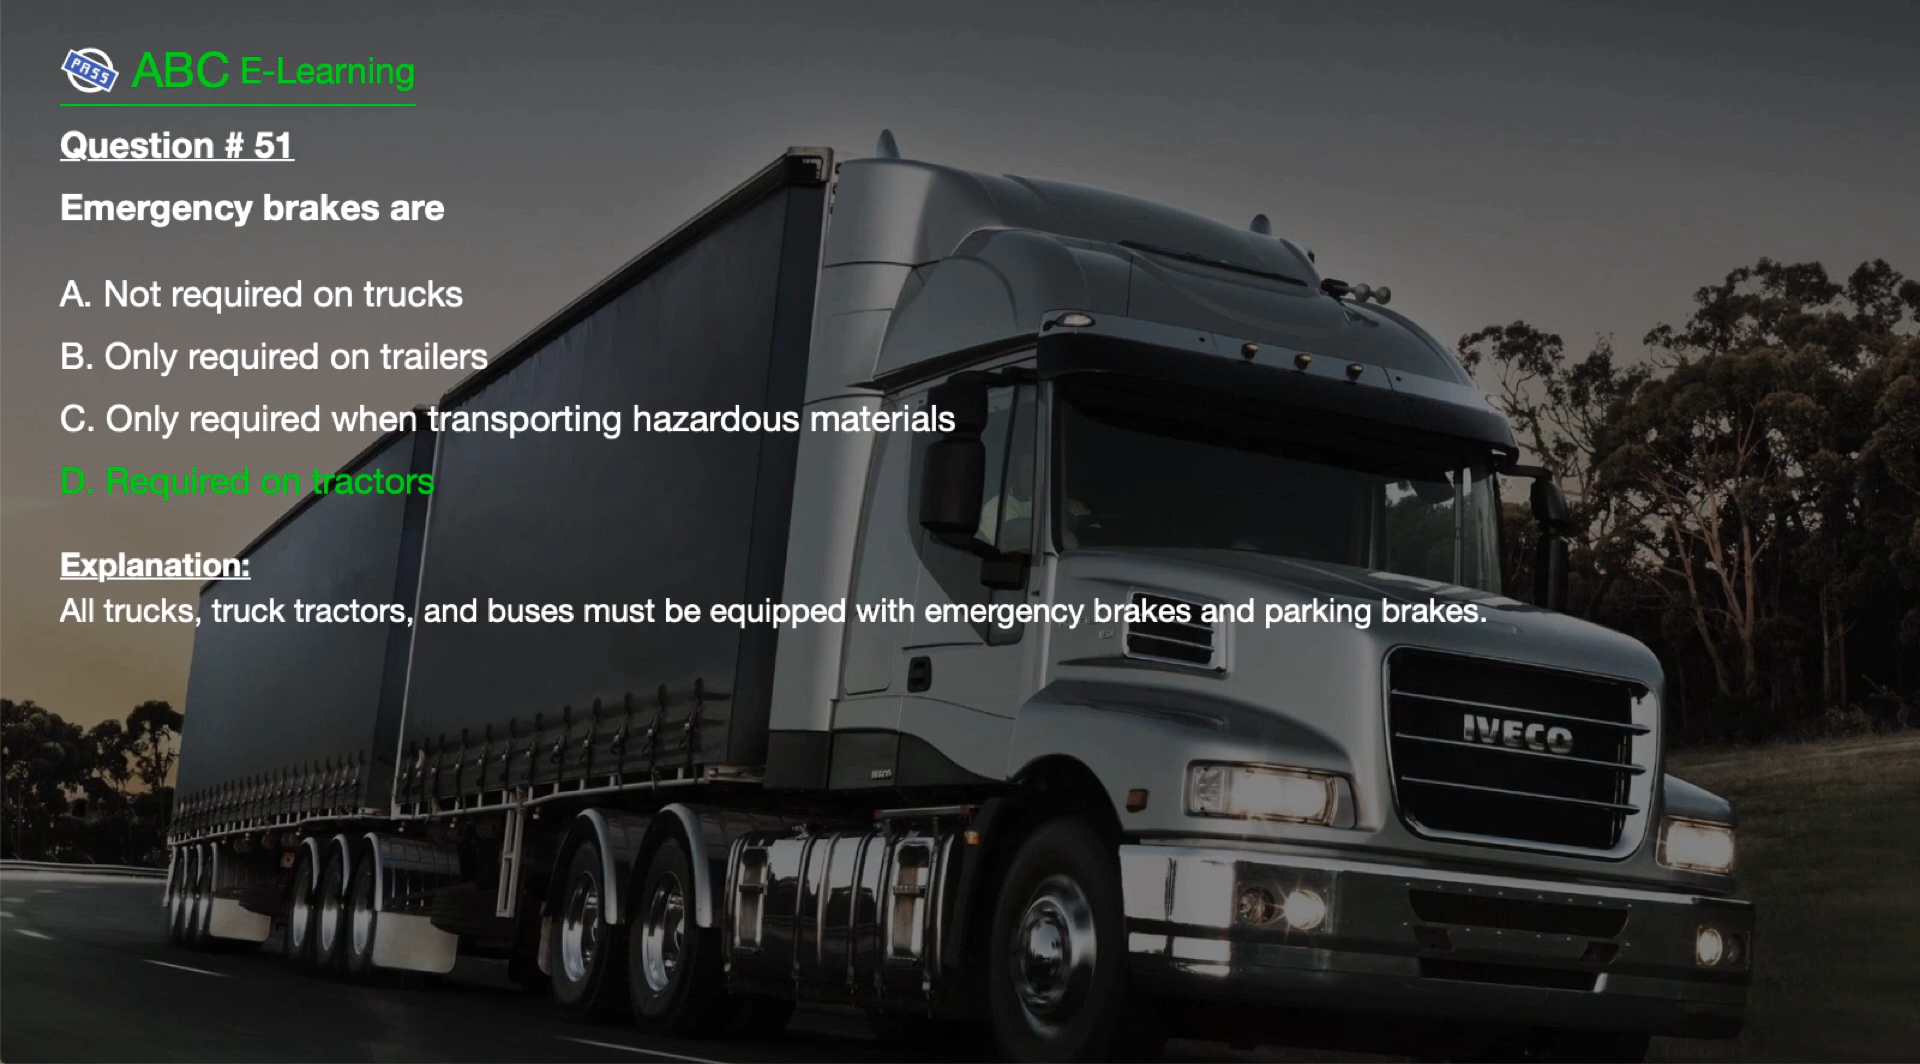 PASS
ABC E-Learning
Question # 51
Emergency brakes are
A. Not required on trucks
B. Only required on trailers
C. Only required when transporting hazardous materials
D. Required on tractors
Explanation:
All trucks, truck tractors, and buses must be equipped with emergency brakes and parking brakes.
IVECO
IVECO